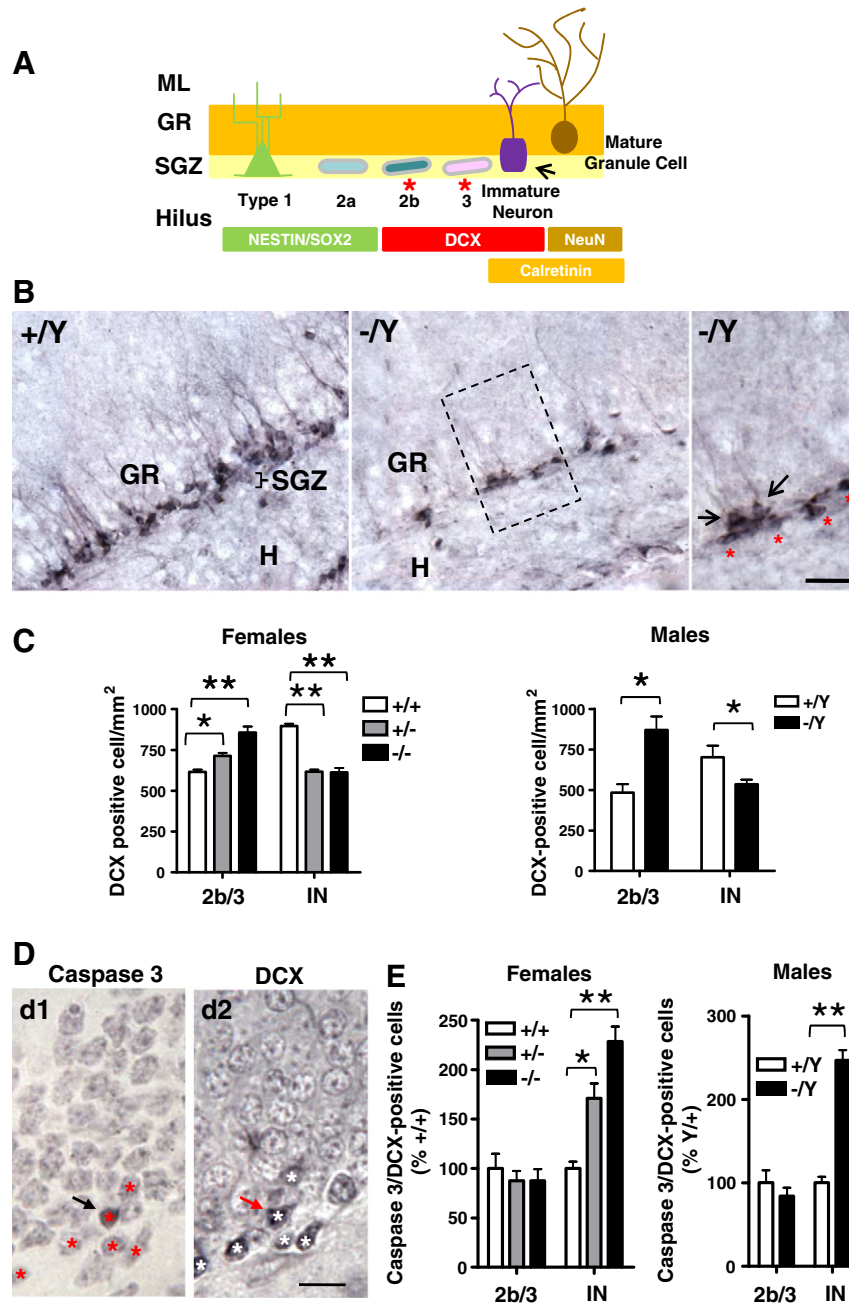 A
ML
GR
SGZ
Hilus
Mature
Granule Cell
Type 1
2a
2b
3
Immature
Neuron
*
*
NESTIN/SOX2
DCX
NeuN
Calretinin
B
+/Y
GR
SGZ
H
-/Y
GR
H
-/Y
* * * *
C
Females
DCX positive cell/mm²
1000
750
500
250
0
*
**
**
**
+/+
+/-
-/-
2b/3
IN
Males
DCX-positive cell/mm²
1000
750
500
250
0
*
*
+/Y
-/Y
2b/3
IN
D
Caspase 3
d1
* * * * * *
DCX
d2
* * * * * *
E
Females
Caspase 3/DCX-positive cells
(% +/+)
250
200
150
100
50
0
+/+
+/-
-/-
*
**
2b/3
IN
Males
Caspase 3/DCX-positive cells
(% Y/+)
300
200
100
0
+/Y
-/Y
**
2b/3
IN